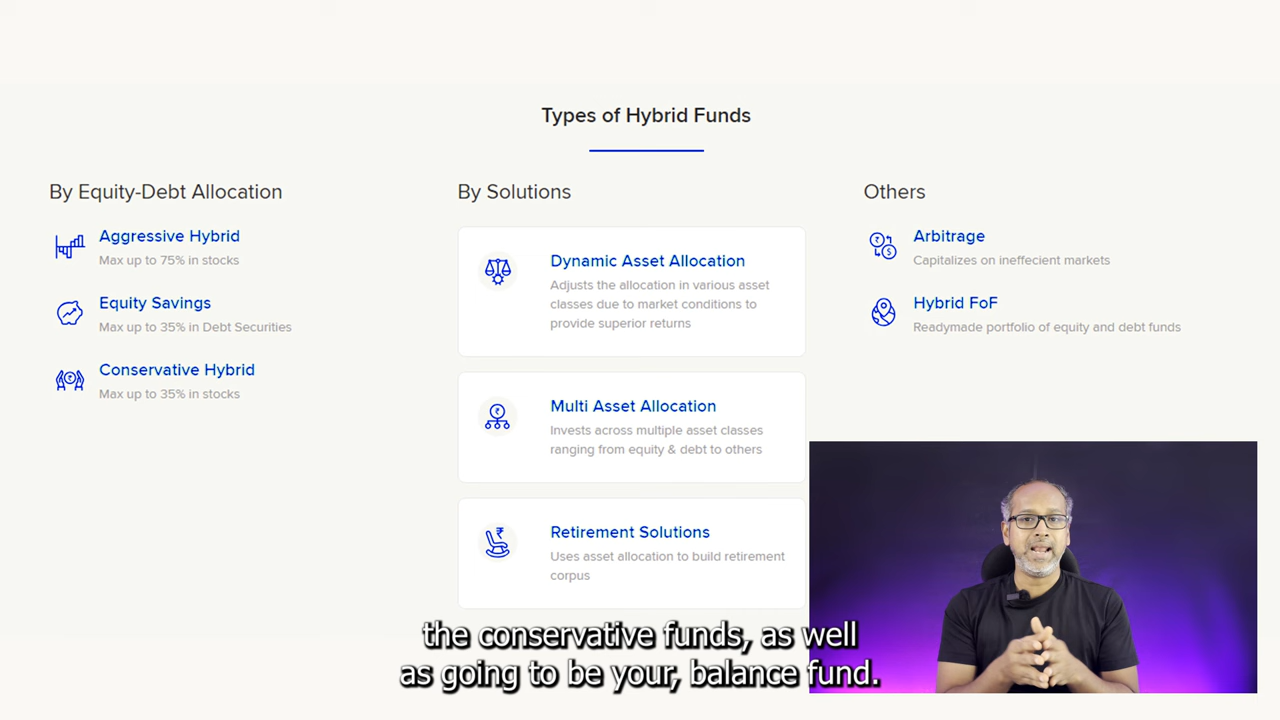 Types of Hybrid Funds
By Equity-Debt Allocation
Aggressive Hybrid
Max up to 75% in stocks
Equity Savings
Max up to 35% in Debt Securities
Conservative Hybrid
Max up to 35% in stocks
By Solutions
Dynamic Asset Allocation
Adjusts the allocation in various asset
classes due to market conditions to
provide superior returns
Multi Asset Allocation
Invests across multiple asset classes
ranging from equity & debt to others
Retirement Solutions
Uses asset allocation to build retirement
corpus
Others
Arbitrage
Capitalizes on ineffecient markets
Hybrid FoF
Readymade portfolio of equity and debt funds
the conservative funds, as well
as going to be your, balance fund.